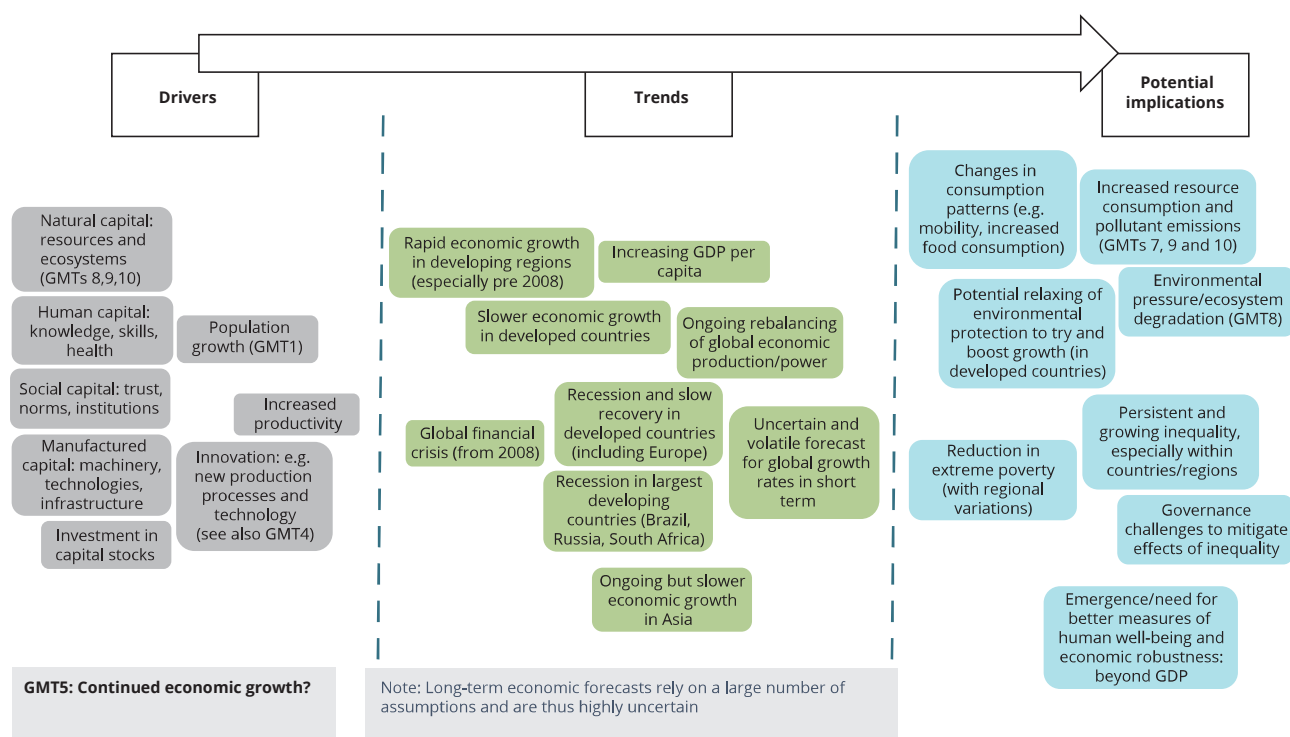 Drivers
Trends
Potential
implications
Natural capital:
resources and
ecosystems
(GMTs 8,9,10)
Human capital:
knowledge, skills,
health
Population
growth (GMT1)
Social capital: trust,
norms, institutions
Increased
productivity
Manufactured
capital: machinery,
technologies,
infrastructure
Innovation: e.g.
new production
processes and
technology
(see also GMT4)
Investment in
capital stocks
Rapid economic growth
in developing regions
(especially pre 2008)
Increasing GDP per
capita
Slower economic growth
in developed countries
Ongoing rebalancing
of global economic
production/power
Global financial
crisis (from 2008)
Recession and slow
recovery in
developed countries
(including Europe)
Uncertain and
volatile forecast
for global growth
rates in short
term
Recession in largest
developing
countries (Brazil,
Russia, South Africa)
Ongoing but slower
economic growth
in Asia
Changes in
consumption
patterns (e.g.
mobility, increased
food consumption)
Increased resource
consumption and
pollutant emissions
(GMTs 7, 9 and 10)
Potential relaxing of
environmental
protection to try and
boost growth (in
developed countries)
Environmental
pressure/ecosystem
degradation (GMT8)
Persistent and
growing inequality,
especially within
countries/regions
Reduction in
extreme poverty
(with regional
variations)
Governance
challenges to mitigate
effects of inequality
Emergence/need for
better measures of
human well-being and
economic robustness:
beyond GDP
GMT5: Continued economic growth?
Note: Long-term economic forecasts rely on a large number of
assumptions and are thus highly uncertain